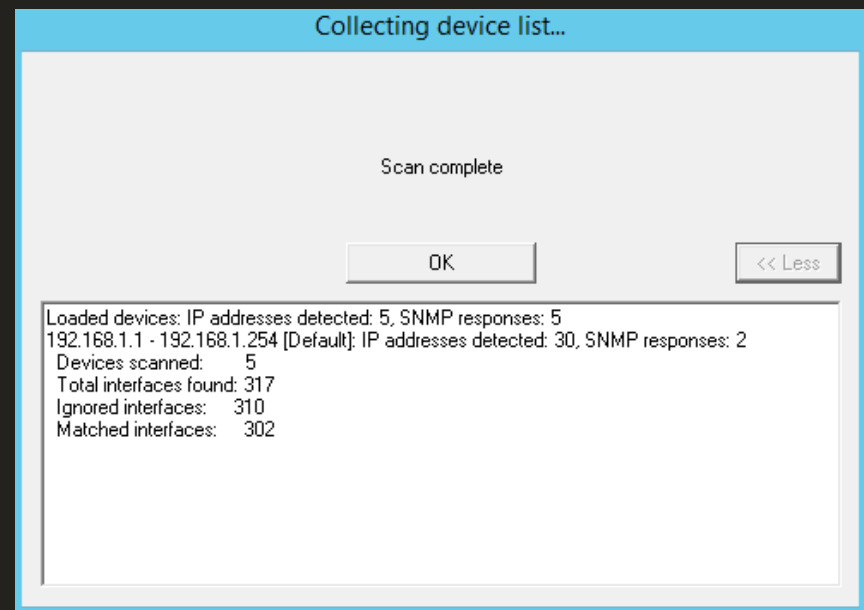 Collecting device list...
Scan complete
OK
<< Less
Loaded devices: IP addresses detected: 5, SNMP responses: 5
192.168.1.1 - 192.168.1.254 [Default]: IP addresses detected: 30, SNMP responses: 2
Devices scanned: 5
Total interfaces found: 317
Ignored interfaces: 310
Matched interfaces: 302